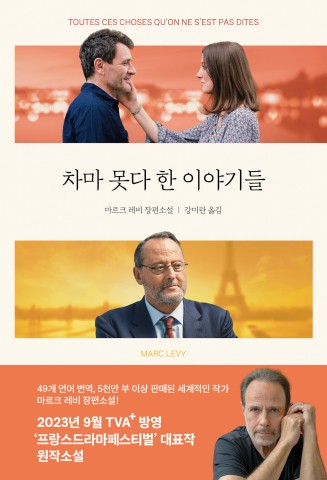 TOUTES CES CHOSES QU'ON NE S'EST PAS DITES
차마 못다 한 이야기들
마르크 레비 장편소설 | 강미란 옮김
MARC LEVY
49개 언어 번역, 5천만 부 이상 판매된 세계적인 작가
마르크 레비 장편소설!
2023년 9월 TVA+ 방영
‘프랑스드라마페스티벌’ 대표작
원작소설